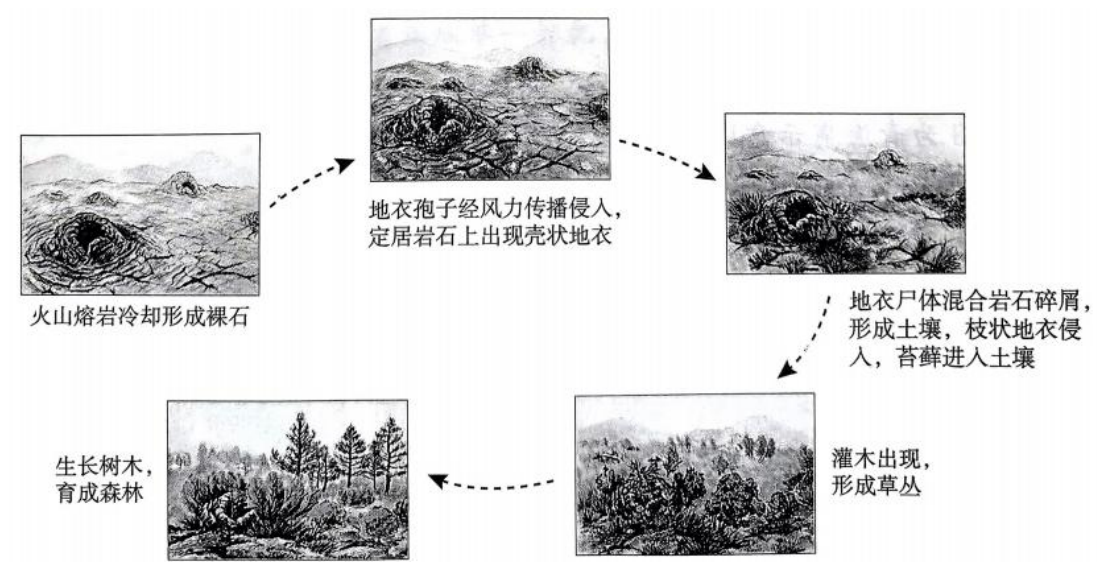 火山熔岩冷却形成裸石
地衣孢子经风力传播侵入，
定居岩石上出现壳状地衣
地衣尸体混合岩石碎屑，
形成土壤，枝状地衣侵
入，苔藓进入土壤
灌木出现，
形成草丛
生长树木，
育成森林